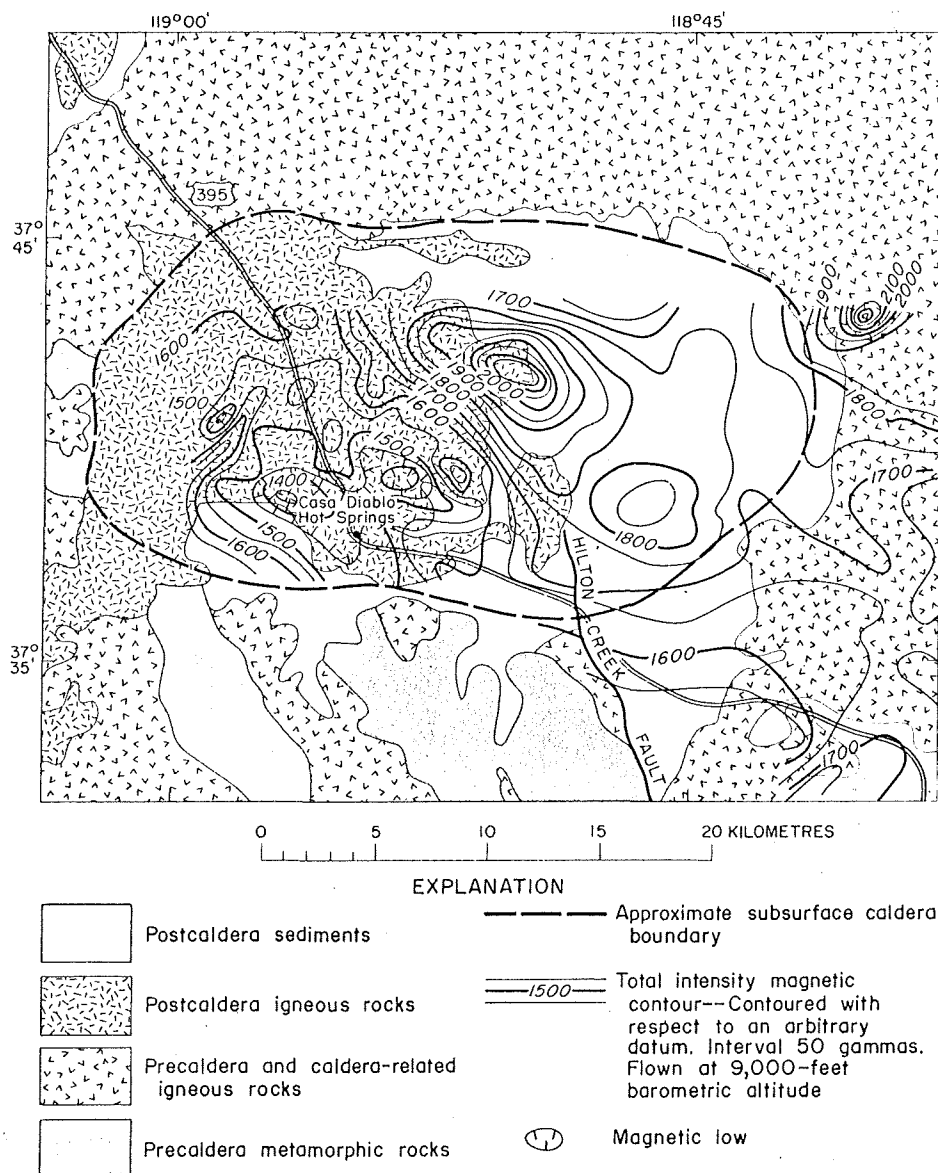 119°00'
118°45'
395
37°
45'
1700
1900
2100
2000
1600
900
800
600
1800
1500
1500
1700
1400
Casa Diablo
Hot Springs
1500
1800
1600
HILTON
CREEK
FAULT
37°
35'
1600
1700
0 5 10 15 20 KILOMETRES
EXPLANATION
Postcaldera sediments
Postcaldera igneous rocks
Precaldera and caldera-related
igneous rocks
Precaldera metamorphic rocks
Approximate subsurface caldera
boundary
1500
Total intensity magnetic
contour--Contoured with
respect to an arbitrary
datum. Interval 50 gammas.
Flown at 9,000-feet
barometric altitude
Magnetic low